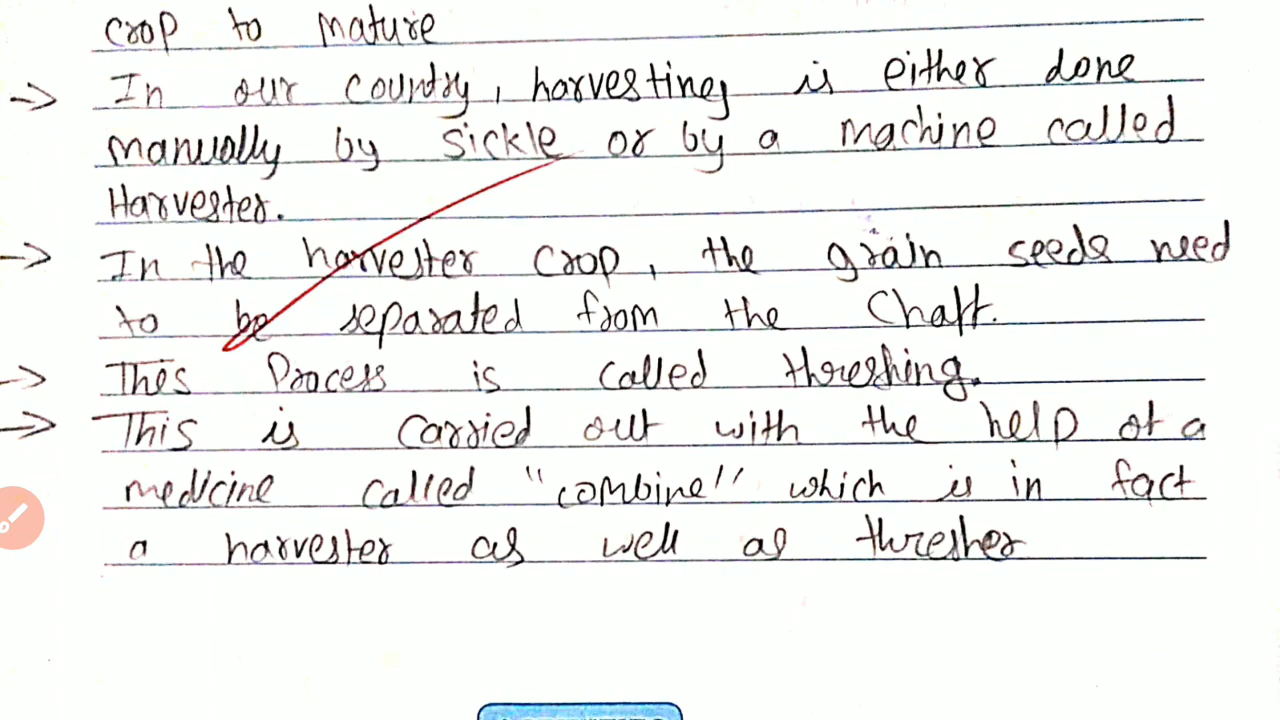 crop to mature
→ In our country, harvesting is either done
manually by sickle or by a machine called
Harvester.
→ In the harvester crop, the grain seeds need
to be separated from the Chaff.
→ Thes Process is called threshing.
→ This is carried out with the help of a
medicine called "combine" which is in fact
a harvester as well as thresher